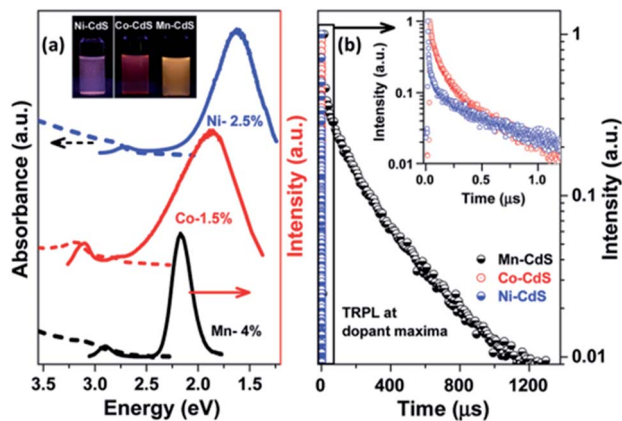 (a)
Ni-CdS Co-CdS Mn-CdS
Ni- 2.5%
Co-1.5%
Mn- 4%
Absorbance (a.u.)
Intensity (a.u.)
3.5 3.0 2.5 2.0 1.5
Energy (eV)
(b)
Intensity (a.u.)
1
0.1
0.01
0.0 0.5 1.0
Time (μs)
Mn-CdS
Co-CdS
Ni-CdS
TRPL at
dopant maxima
1
0.1
0.01
Intensity (a.u.)
0 400 800 1200
Time (μs)